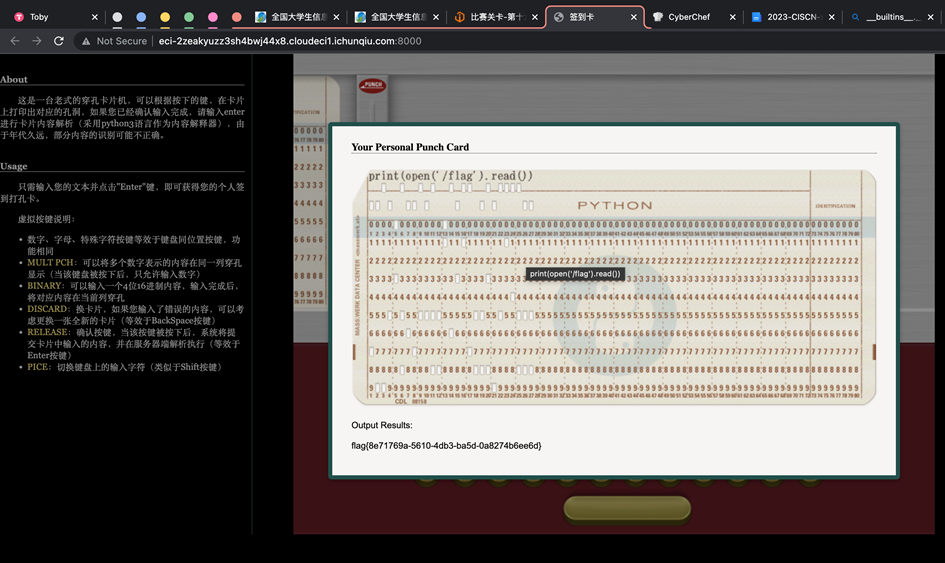 Toby
全国大学生信息
全国大学生信息
比赛关卡-第十
签到卡
CyberChef
2023-CISCN-
__builtins__
Not Secure
eci-2zeakyuzz3sh4bwj44x8.cloudeci1.ichunqiu.com:8000
About
这是一台老式的穿孔卡片机，可以根据按下的键，在卡片
上打印出对应的孔洞，如果您已经确认输入完成，请输入enter
进行卡片内容解析（采用python3语言作为内容解释器），由
于年代久远，部分内容的识别可能不正确。
Usage
只需输入您的文本并点击"Enter"键，即可获得您的个人签
到打孔卡。
虚拟按键说明：
• 数字、字母、特殊字符按键等效于键盘同位置按键，功
能相同
• MULT PCH：可以将多个数字表示的内容在同一列穿孔
显示（当该键盘被按下后，只允许输入数字）
• BINARY：可以输入一个4位16进制内容，输入完成后，
将对应内容在当前列穿孔
• DISCARD：换卡片，如果您输入了错误的内容，可以考
虑更换一张全新的卡片（等效于BackSpace按键）
• RELEASE：确认按键，当该按键被按下后，系统将提
交卡片中输入的内容，并在服务器端解析执行（等效于
Enter按键）
• PICE：切换键盘上的输入字符（类似于Shift按键）
PUNCH
Your Personal Punch Card
print(open('/flag').read())
PYTHON
IDENTIFICATION
MASS:WERK DATA CENTER
print(open('/flag').read())
CDL 88158
Output Results:
flag{8e71769a-5610-4db3-ba5d-0a8274b6ee6d}